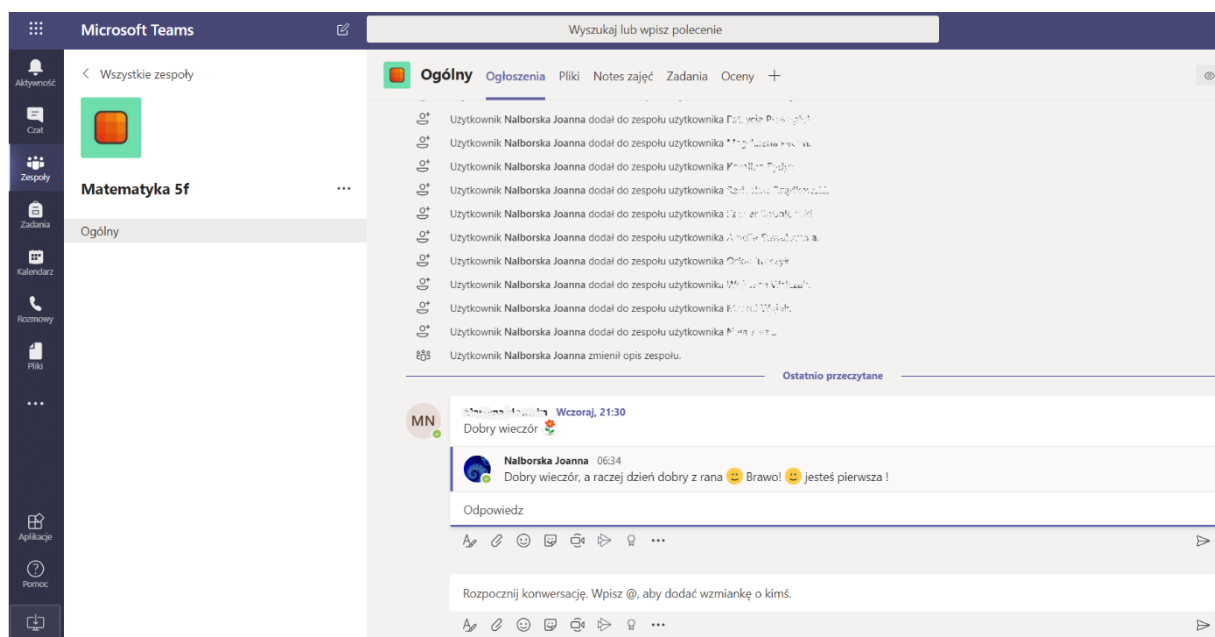 Microsoft Teams
Wyszukaj lub wpisz polecenie
Aktywność
Czat
Zespoły
Zadania
Kalendarz
Rozmowy
Pliki
Aplikacje
Pomoc
Wszystkie zespoły
Matematyka 5f
Ogólny
Ogólny Ogłoszenia Pliki Notes zajęć Zadania Oceny
Użytkownik Nalborska Joanna dodał do zespołu użytkownika
Użytkownik Nalborska Joanna dodał do zespołu użytkownika
Użytkownik Nalborska Joanna dodał do zespołu użytkownika
Użytkownik Nalborska Joanna dodał do zespołu użytkownika
Użytkownik Nalborska Joanna dodał do zespołu użytkownika
Użytkownik Nalborska Joanna dodał do zespołu użytkownika
Użytkownik Nalborska Joanna dodał do zespołu użytkownika
Użytkownik Nalborska Joanna dodał do zespołu użytkownika
Użytkownik Nalborska Joanna dodał do zespołu użytkownika
Użytkownik Nalborska Joanna dodał do zespołu użytkownika
Użytkownik Nalborska Joanna zmienił opis zespołu.
Ostatnio przeczytane
MN
Wczoraj, 21:30
Dobry wieczór
Nalborska Joanna 06:34
Dobry wieczór, a raczej dzień dobry z rana Brawo! jesteś pierwsza !
Odpowiedz
Rozpocznij konwersację. Wpisz @, aby dodać wzmiankę o kimś.